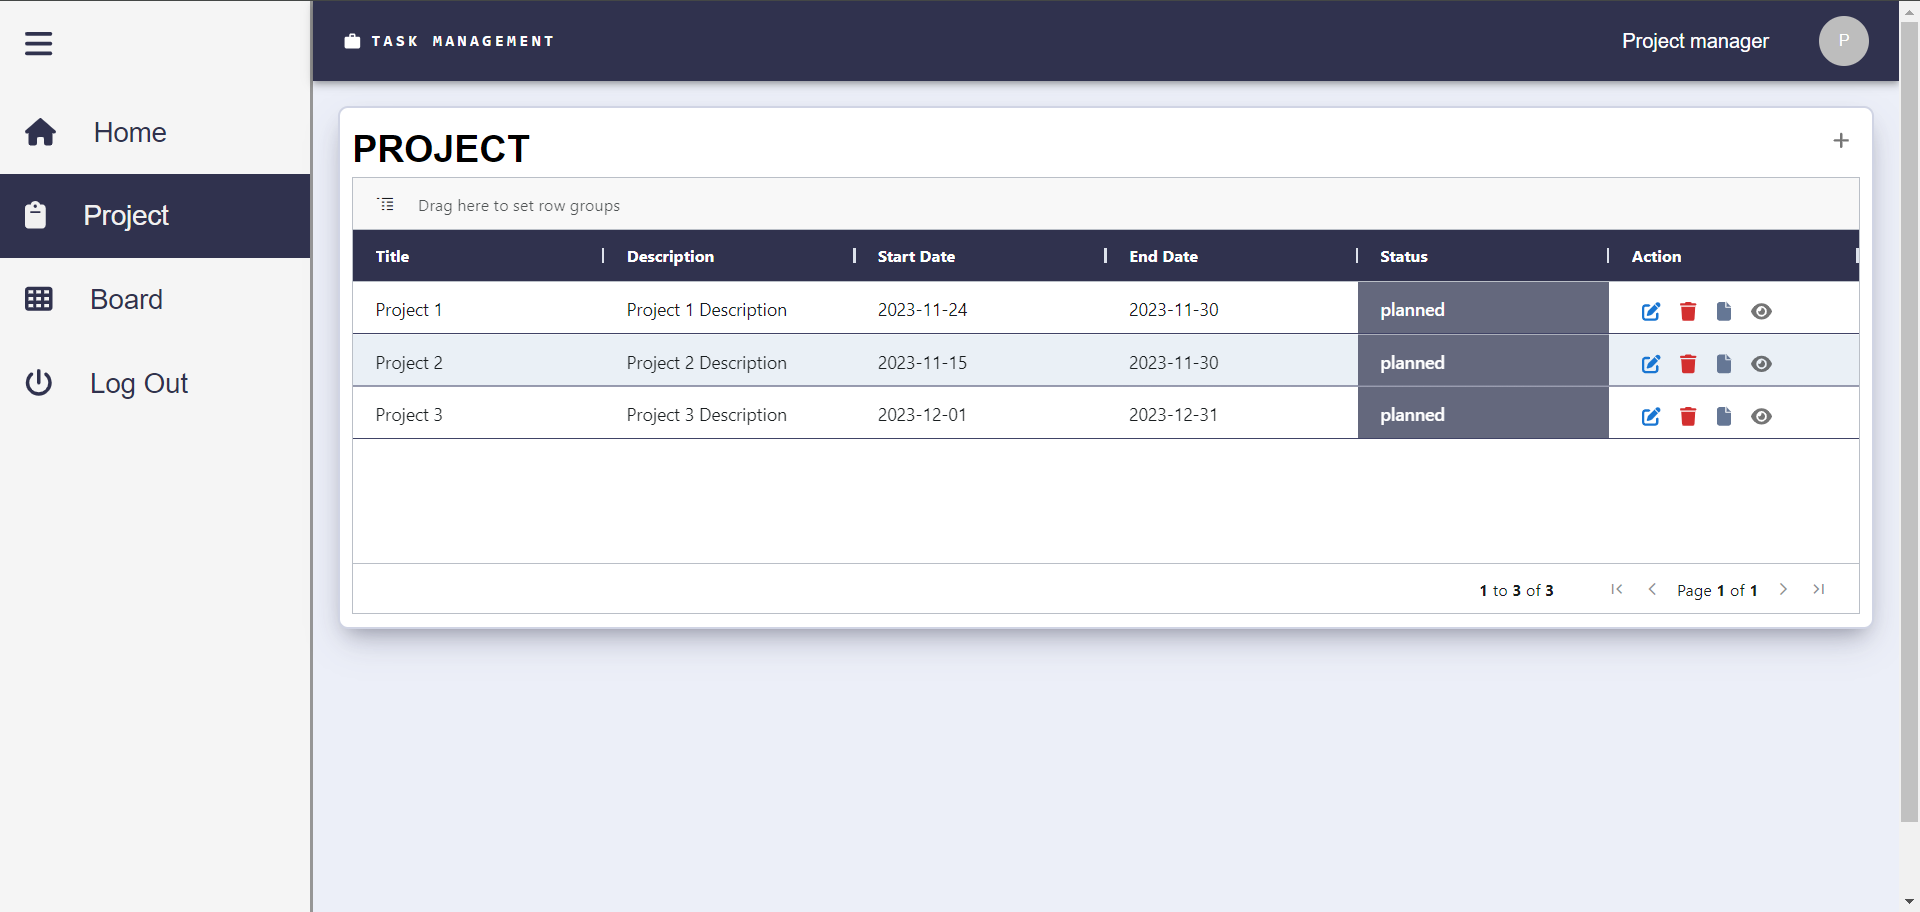 TASK MANAGEMENT
Project manager
P
Home
Project
Board
Log Out
PROJECT
Drag here to set row groups
Title Description Start Date End Date Status Action
Project 1 Project 1 Description 2023-11-24 2023-11-30 planned
Project 2 Project 2 Description 2023-11-15 2023-11-30 planned
Project 3 Project 3 Description 2023-12-01 2023-12-31 planned
1 to 3 of 3 Page 1 of 1